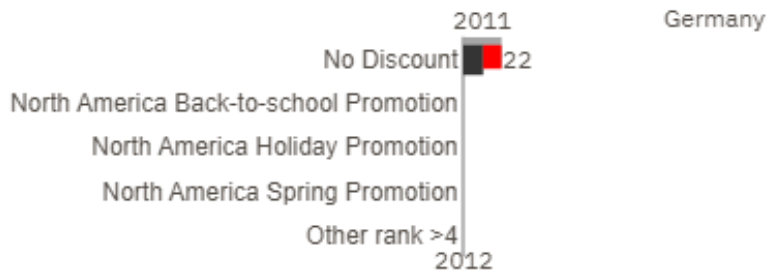 2011 Germany
No Discount 22
North America Back-to-school Promotion
North America Holiday Promotion
North America Spring Promotion
Other rank >4
2012